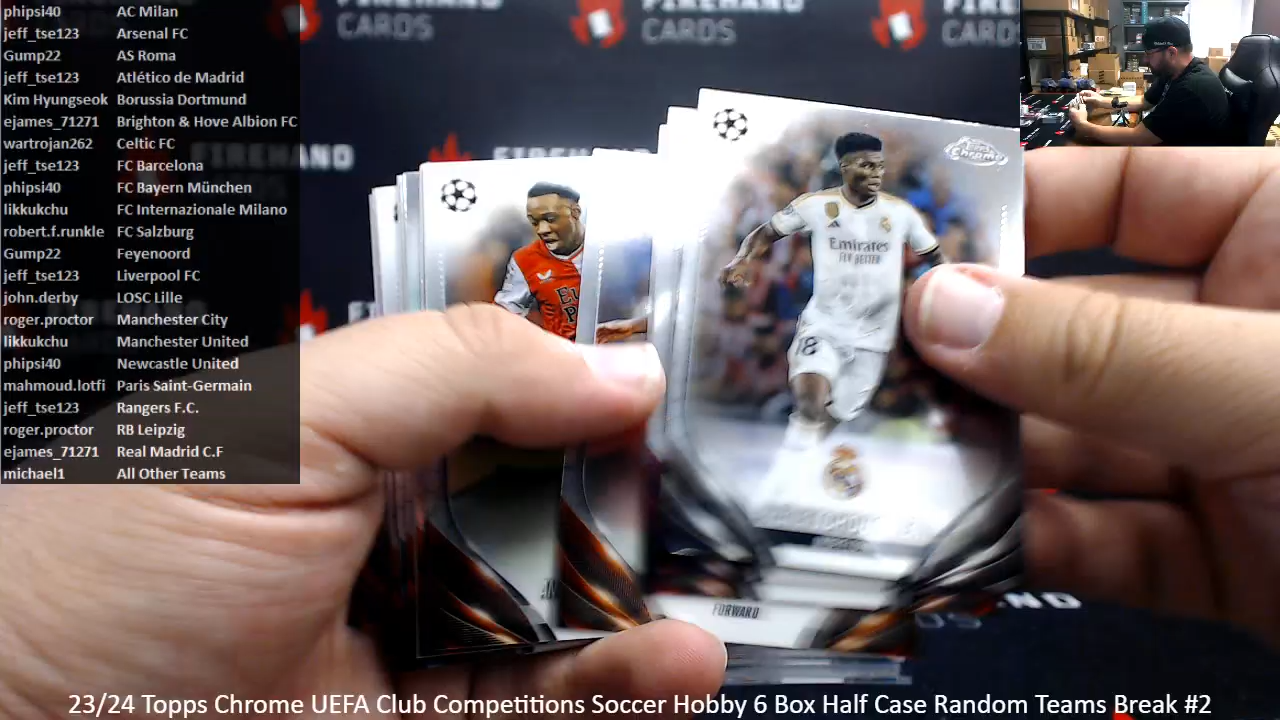 phipsi40 AC Milan
jeff_tse123 Arsenal FC
Gump22 AS Roma
jeff_tse123 Atlético de Madrid
Kim Hyungseok Borussia Dortmund
ejames_71271 Brighton & Hove Albion FC
wartrojan262 Celtic FC
jeff_tse123 FC Barcelona
phipsi40 FC Bayern München
likkukchu FC Internazionale Milano
robert.f.runkle FC Salzburg
Gump22 Feyenoord
jeff_tse123 Liverpool FC
john.derby LOSC Lille
roger.proctor Manchester City
likkukchu Manchester United
phipsi40 Newcastle United
mahmoud.lotfi Paris Saint-Germain
jeff_tse123 Rangers F.C.
roger.proctor RB Leipzig
ejames_71271 Real Madrid C.F
michael1 All Other Teams
CARDS
CARDS
CARDS
Topps Chrome
Emirates
FLY BETTER
18
FORWARD
23/24 Topps Chrome UEFA Club Competitions Soccer Hobby 6 Box Half Case Random Teams Break #2